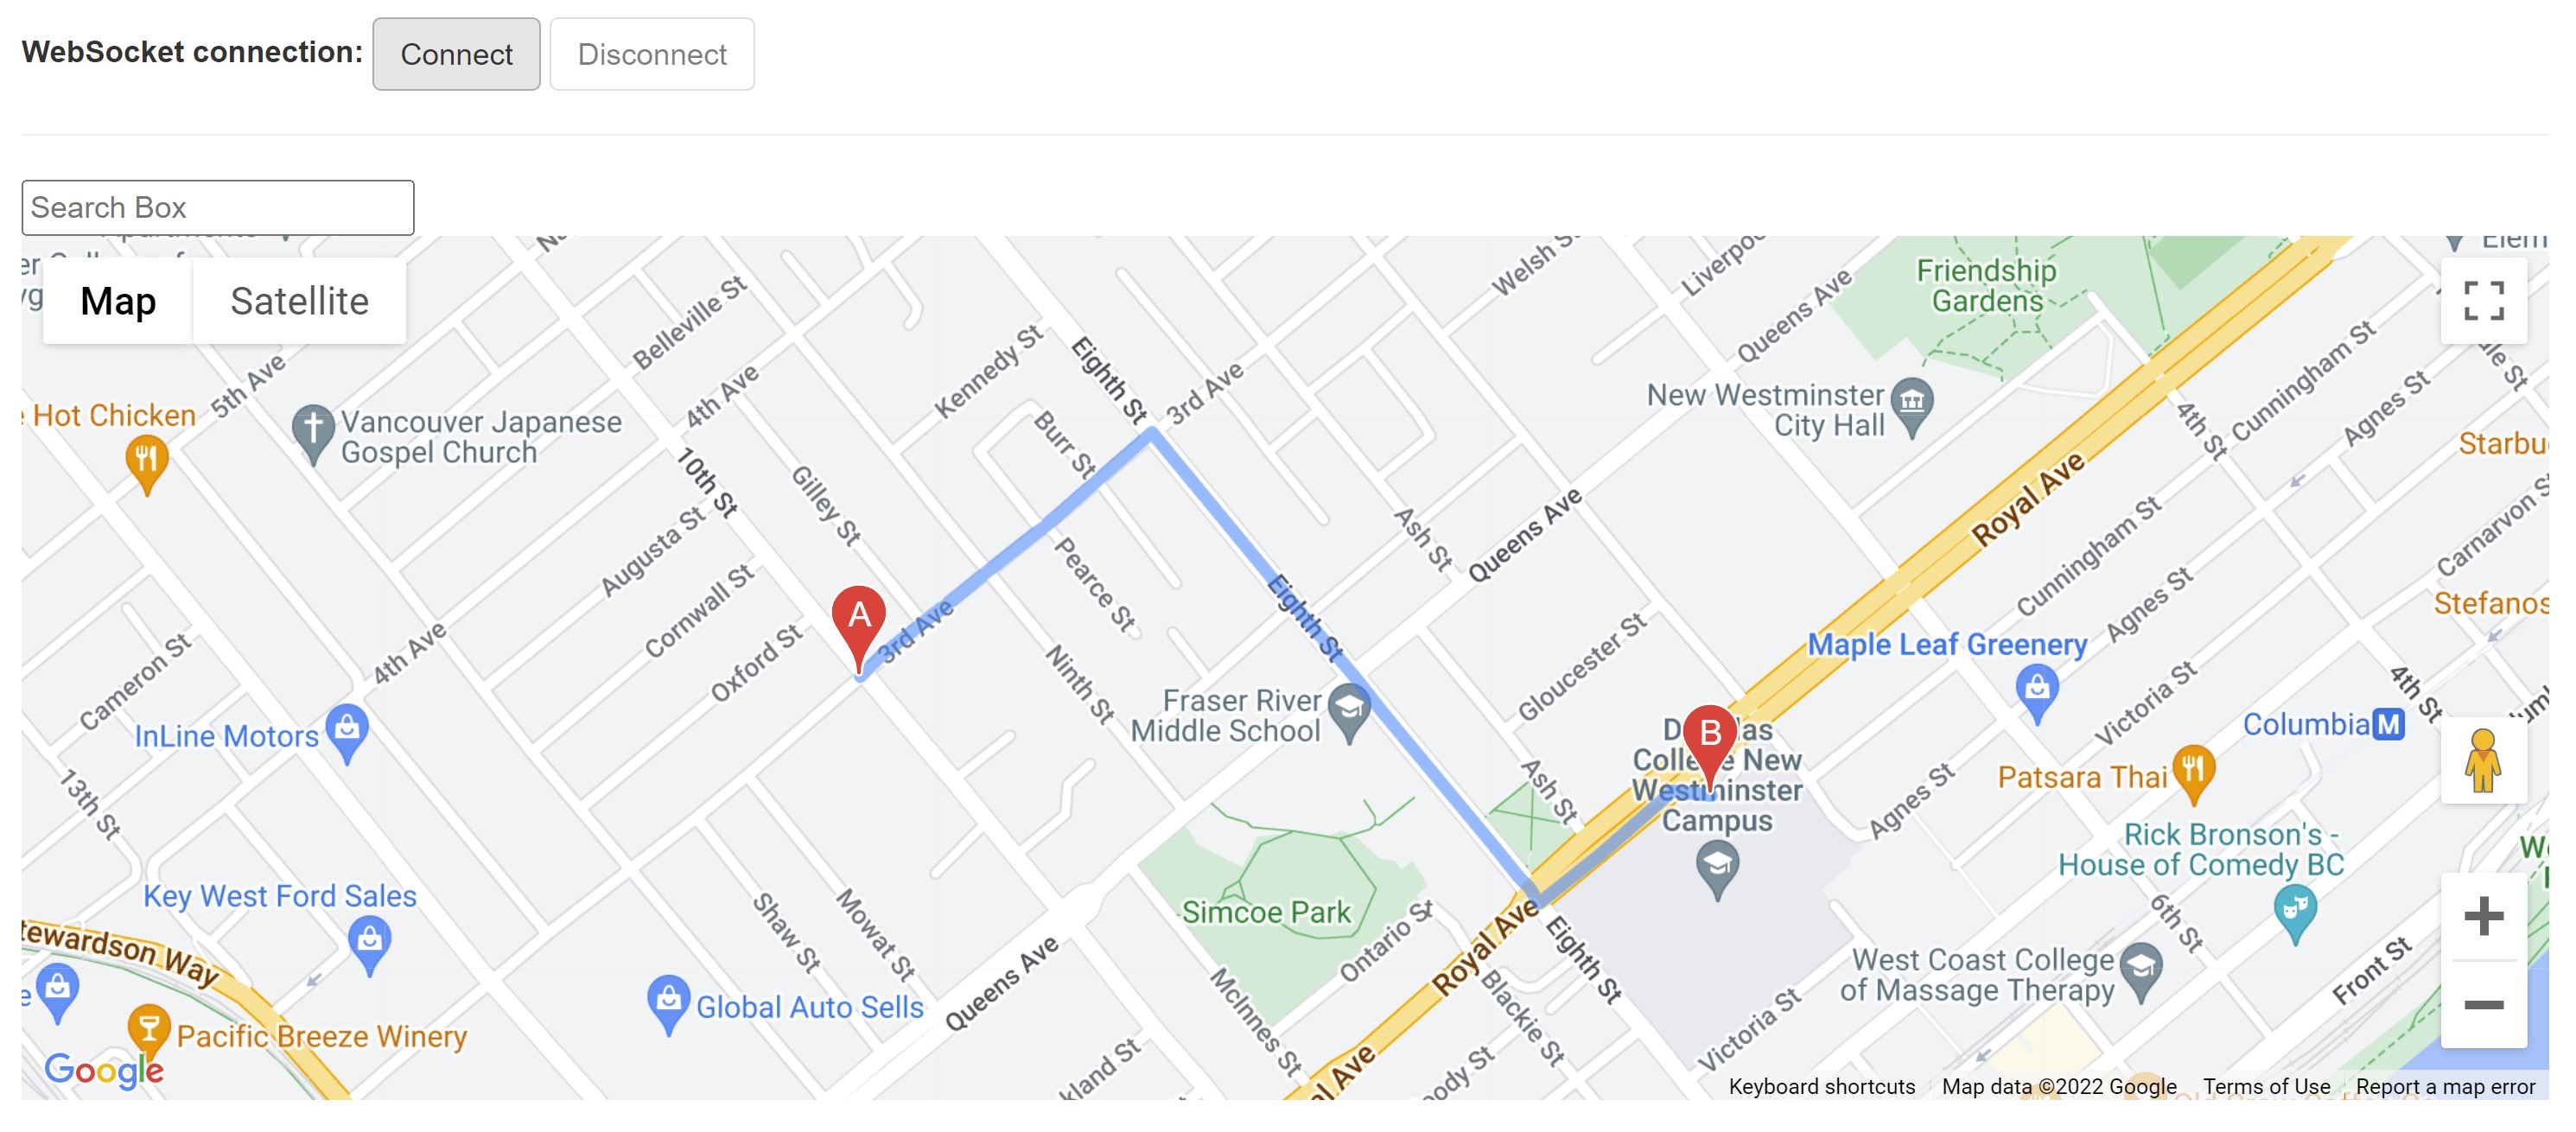 WebSocket connection: Connect Disconnect
Search Box
Map Satellite
Belleville St
Welsh St
Queens Ave
Friendship
Gardens
5th Ave
4th Ave
Kennedy St
Eighth St
3rd Ave
Cunningham St
Agnes St
Hot Chicken
Vancouver Japanese
Gospel Church
New Westminster
City Hall
4th St
Burr St
10th St
Gilley St
Royal Ave
Augusta St
Pearce St
Ash St
Queens Ave
Cunningham St
Carnarvon St
Cornwall St
Eighth St
Agnes St
Stefanos
A
3rd Ave
Oxford St
Gloucester St
Maple Leaf Greenery
Cameron St
4th Ave
Ninth St
Fraser River
Middle School
Victoria St
4th St
InLine Motors
B
College New
Westminster
Campus
Columbia M
Patsara Thai
13th St
Ash St
Agnes St
Rick Bronson's -
House of Comedy BC
Key West Ford Sales
Shaw St
Mowat St
Simcoe Park
Ontario St
Royal Ave
Eighth St
6th St
Front St
tewardson Way
Queens Ave
McInnes St
Blackie St
West Coast College
of Massage Therapy
Global Auto Sells
Victoria St
Pacific Breeze Winery
Google
kland St
al Ave
oody St
Keyboard shortcuts Map data ©2022 Google Terms of Use Report a map error